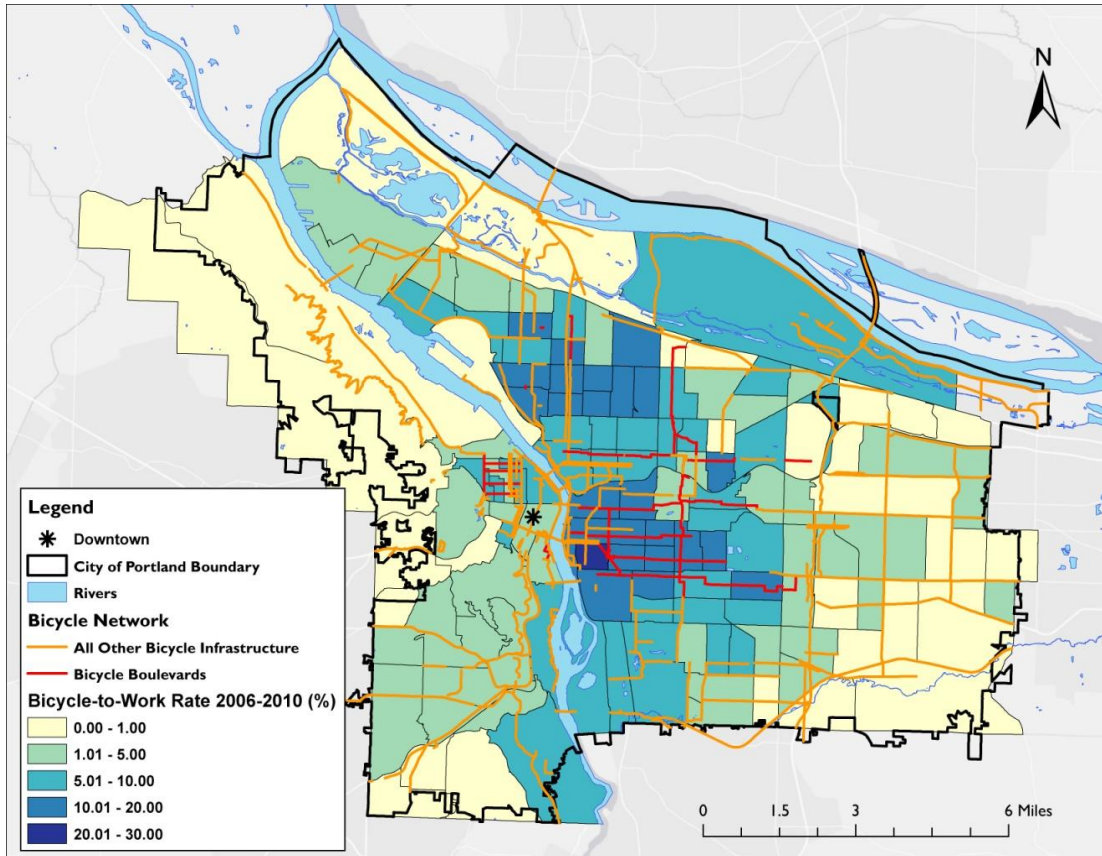 N
Legend
Downtown
City of Portland Boundary
Rivers
Bicycle Network
All Other Bicycle Infrastructure
Bicycle Boulevards
Bicycle-to-Work Rate 2006-2010 (%)
0.00 - 1.00
1.01 - 5.00
5.01 - 10.00
10.01 - 20.00
20.01 - 30.00
0 1.5 3 6 Miles